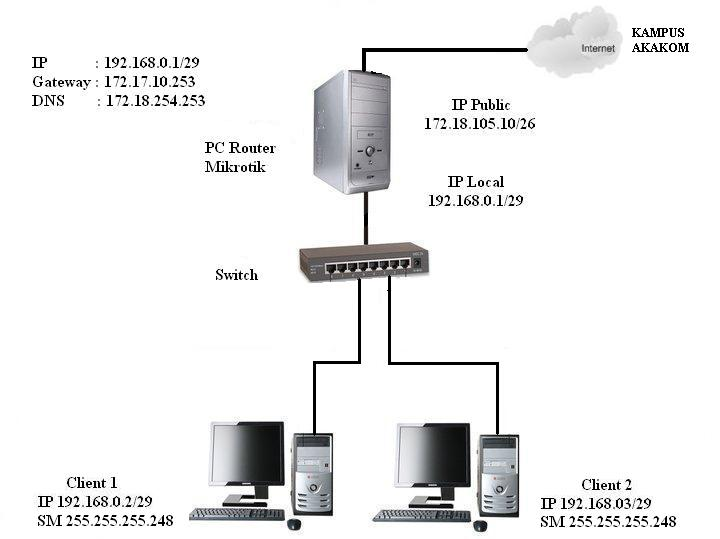 KAMPUS
AKAKOM
Internet
IP : 192.168.0.1/29
Gateway : 172.17.10.253
DNS : 172.18.254.253
IP Public
172.18.105.10/26
PC Router
Mikrotik
IP Local
192.168.0.1/29
Switch
Client 1
IP 192.168.0.2/29
SM 255.255.255.248
Client 2
IP 192.168.03/29
SM 255.255.255.248